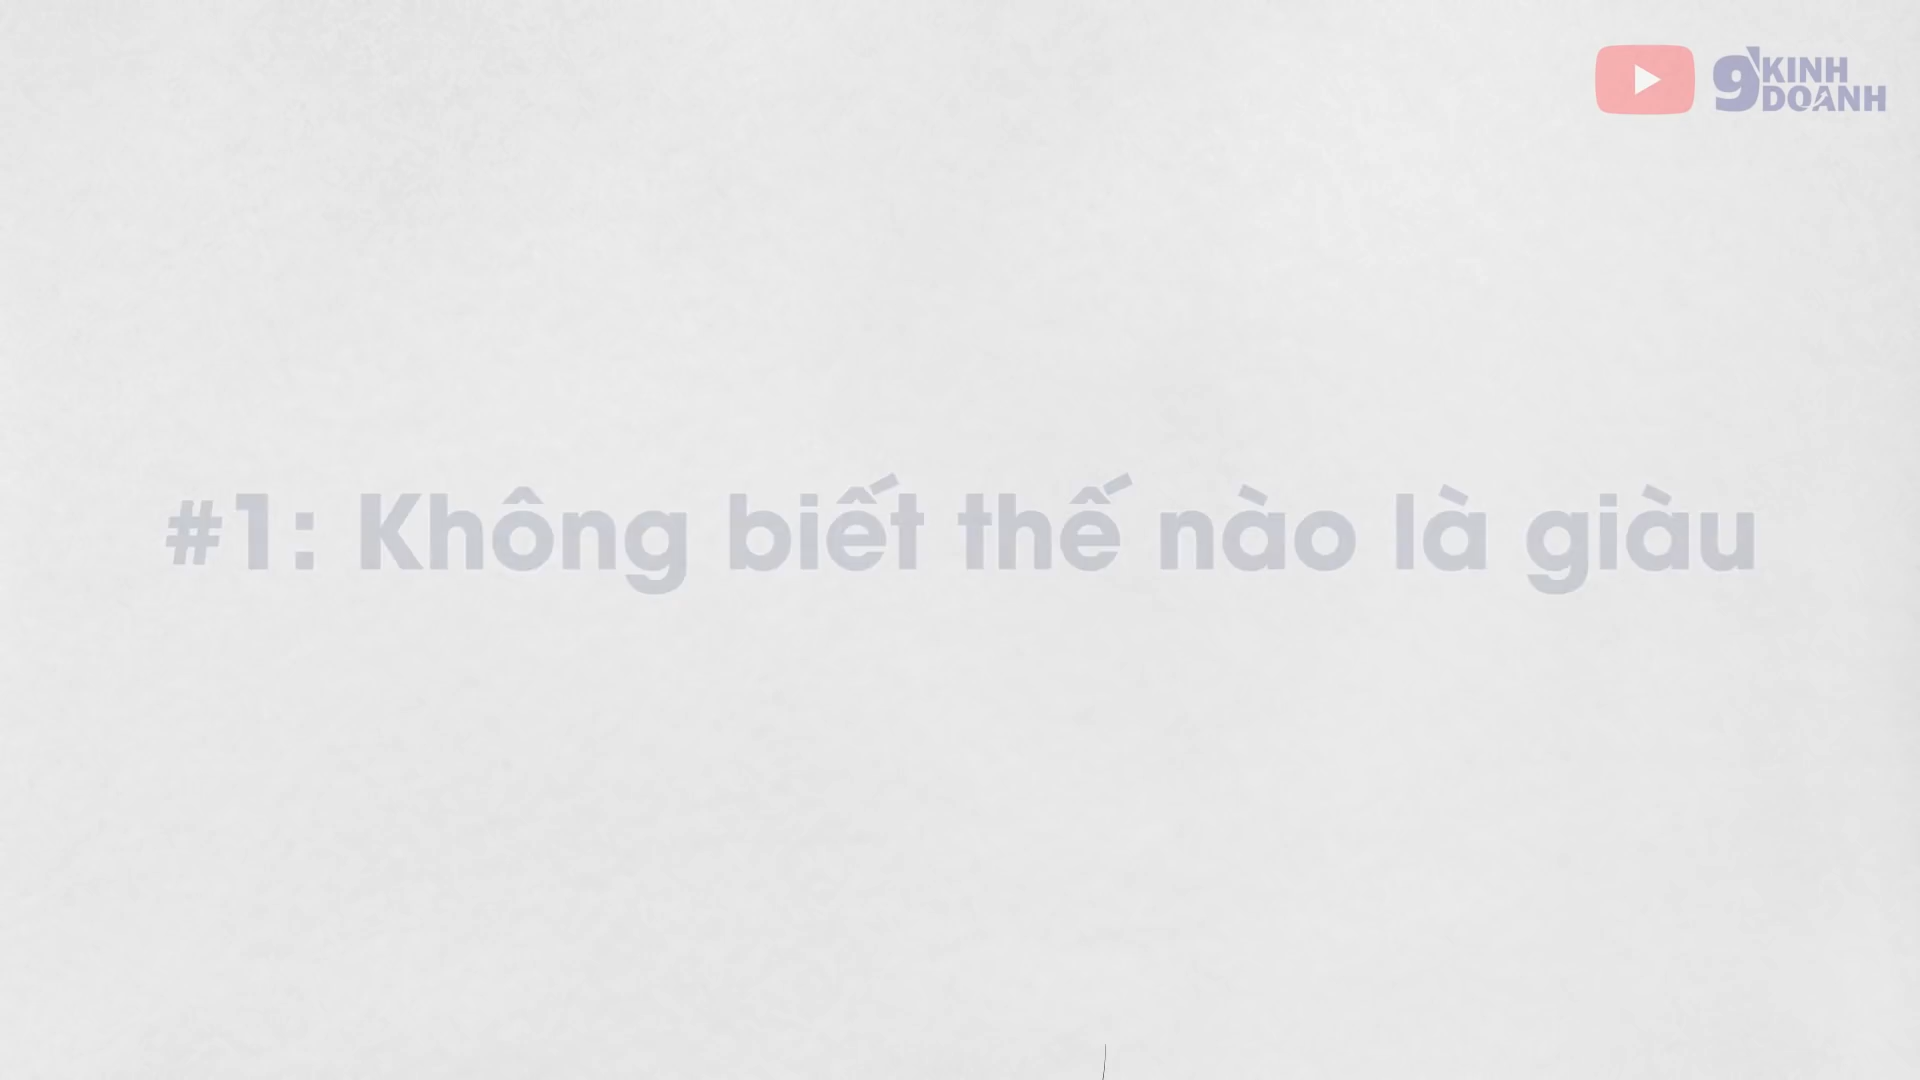 9' KINH
DOANH
#1: Không biết thế nào là giàu